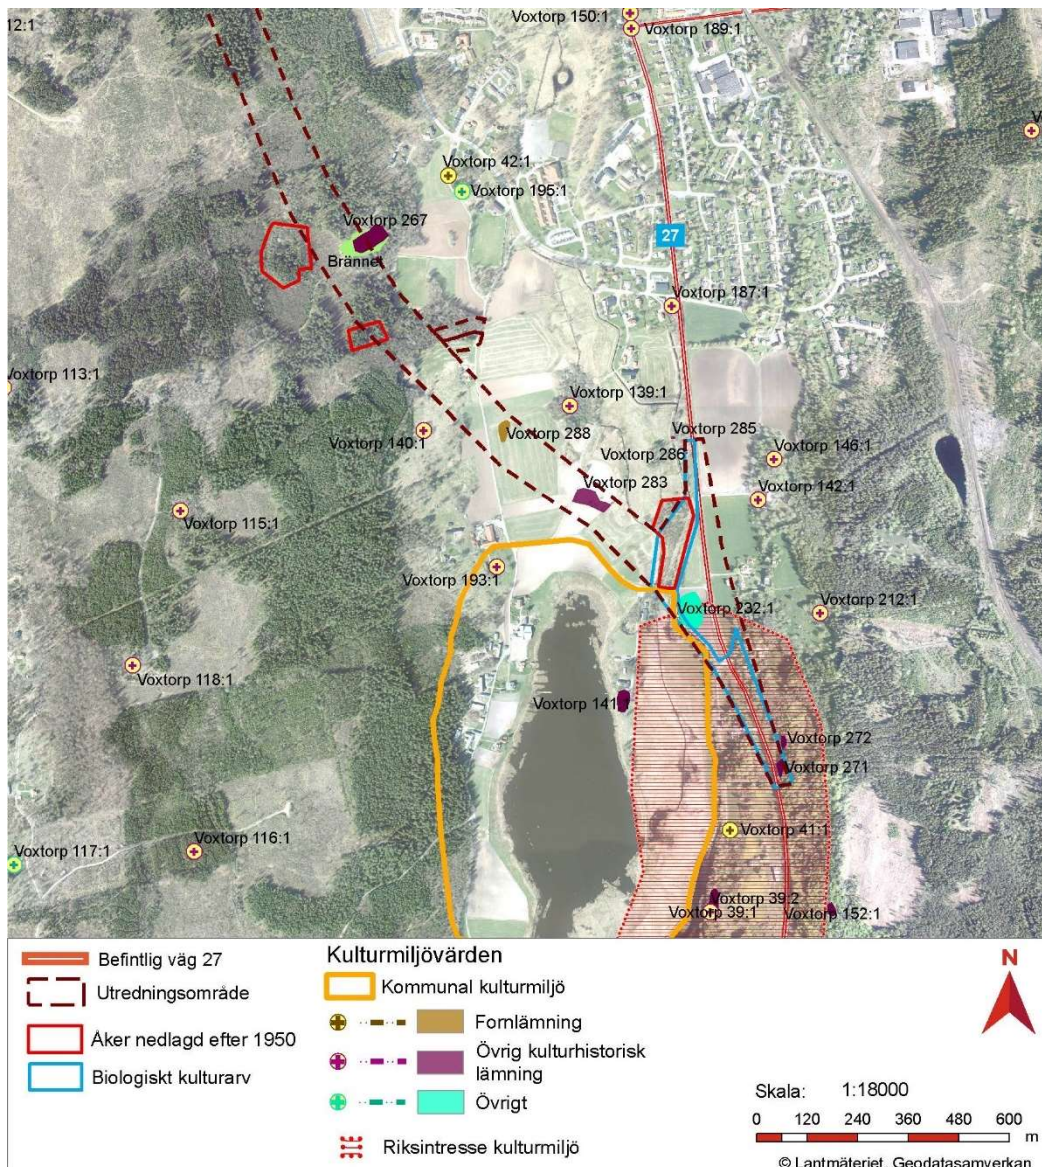 12:1
Voxtorp 150:1
Voxtorp 189:1
Voxtorp 42:1
Voxtorp 195:1
Voxtorp 267
Brännet
27
Voxtorp 187:1
Voxtorp 113:1
Voxtorp 139:1
Voxtorp 288
Voxtorp 140:1
Voxtorp 285
Voxtorp 286
Voxtorp 146:1
Voxtorp 283
Voxtorp 142:1
Voxtorp 115:1
Voxtorp 193:1
Voxtorp 232:1
Voxtorp 212:1
Voxtorp 118:1
Voxtorp 141
Voxtorp 272
Voxtorp 271
Voxtorp 41:1
Voxtorp 116:1
Voxtorp 117:1
Voxtorp 39:2
Voxtorp 39:1
Voxtorp 152:1
Befintlig väg 27
Utredningsområde
Åker nedlagd efter 1950
Biologiskt kulturarv
Kulturmiljövärden
Kommunal kulturmiljö
Fornlämning
Övrig kulturhistorisk
lämning
Övrigt
Riksintresse kulturmiljö
N
Skala: 1:18000
0 120 240 360 480 600
m
© Lantmäteriet, Geodatasamverkan